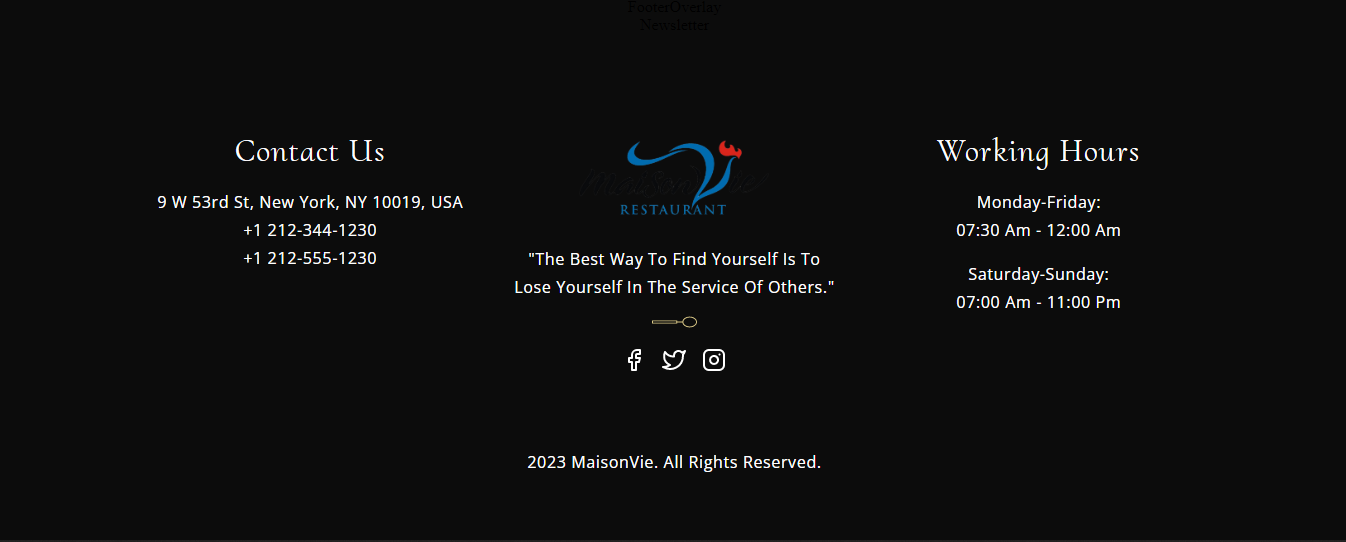 FooterOverlay
Newsletter
Contact Us
9 W 53rd St, New York, NY 10019, USA
+1 212-344-1230
+1 212-555-1230
MaisonVie
RESTAURANT
"The Best Way To Find Yourself Is To
Lose Yourself In The Service Of Others."
Working Hours
Monday-Friday:
07:30 Am - 12:00 Am
Saturday-Sunday:
07:00 Am - 11:00 Pm
2023 MaisonVie. All Rights Reserved.